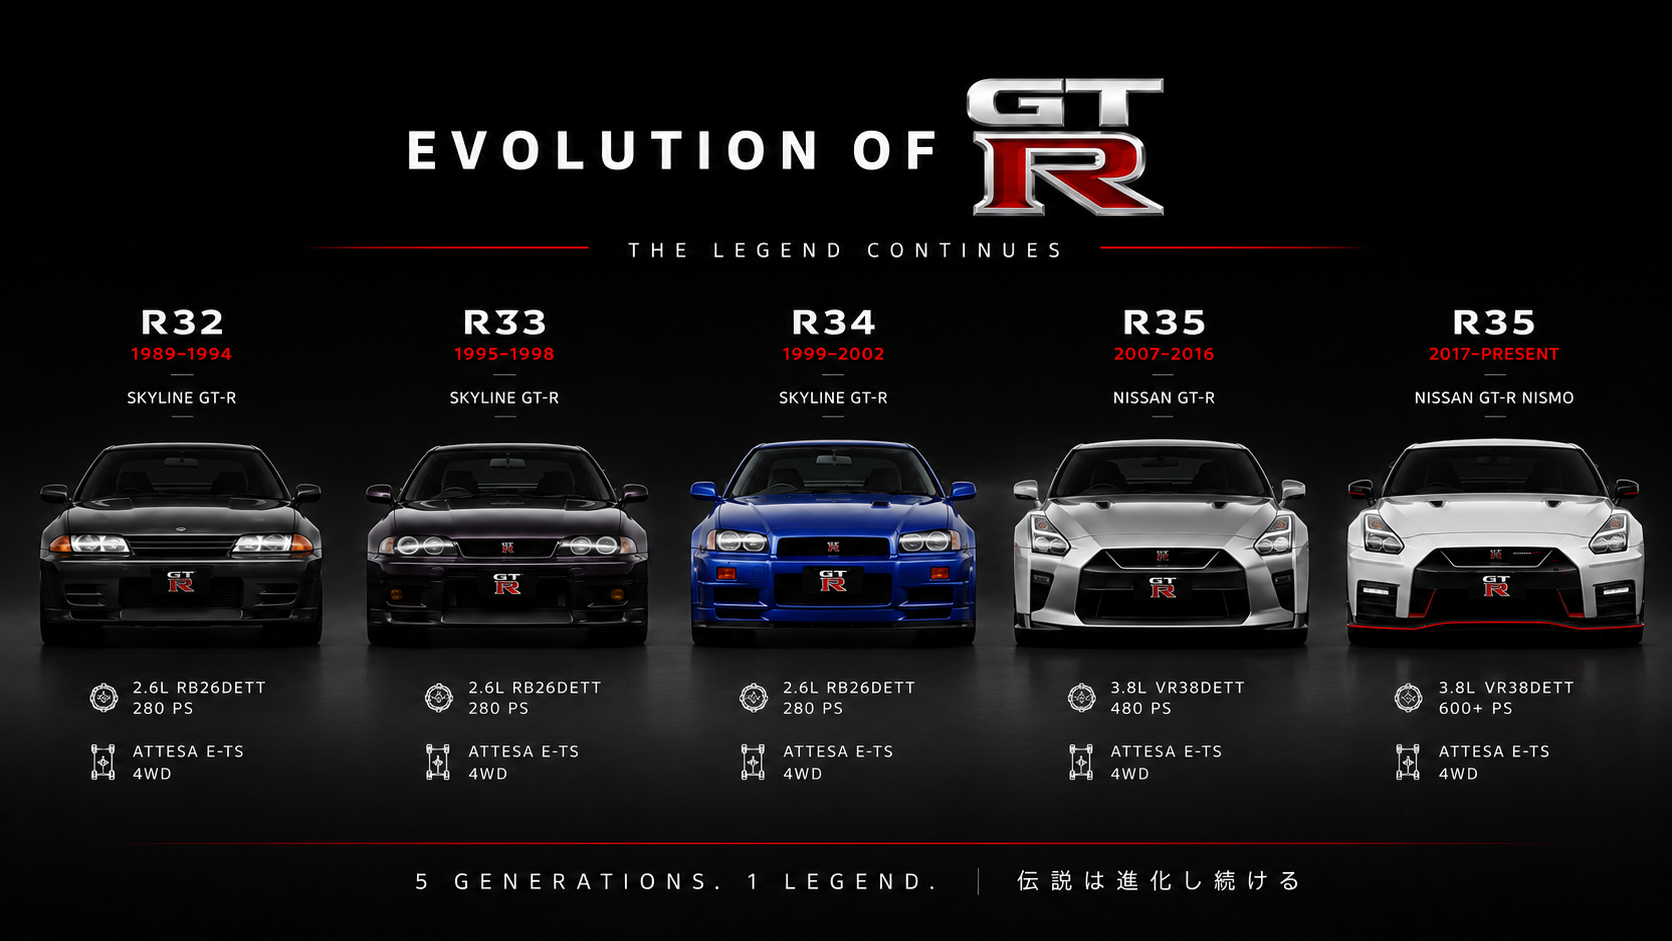 EVOLUTION OF GT R
THE LEGEND CONTINUES
R32
1989–1994
SKYLINE GT-R
R33
1995–1998
SKYLINE GT-R
R34
1999–2002
SKYLINE GT-R
R35
2007–2016
NISSAN GT-R
R35
2017–PRESENT
NISSAN GT-R NISMO
GT
R
GT
R
GT
R
GT
R
GT
R
2.6L RB26DETT
280 PS
ATTESA E-TS
4WD
2.6L RB26DETT
280 PS
ATTESA E-TS
4WD
2.6L RB26DETT
280 PS
ATTESA E-TS
4WD
3.8L VR38DETT
480 PS
ATTESA E-TS
4WD
3.8L VR38DETT
600+ PS
ATTESA E-TS
4WD
5 GENERATIONS. 1 LEGEND.
伝説は進化し続ける